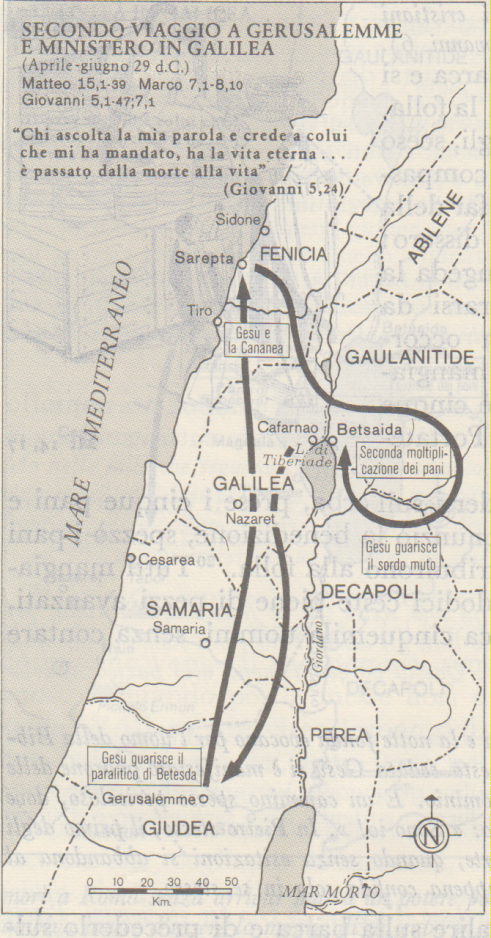 SECONDO VIAGGIO A GERUSALEMME
E MINISTERO IN GALILEA
(Aprile-giugno 29 d.C.)
Matteo 15,1-39 Marco 7,1-8,10
Giovanni 5,1-47;7,1
“Chi ascolta la mia parola e crede a colui
che mi ha mandato, ha la vita eterna...
è passato dalla morte alla vita”
(Giovanni 5,24)
Sidone
ABILENE
Sarepta
FENICIA
MARE MEDITERRANEO
Tiro
Gesù e
la Cananea
GAULANITIDE
Cafarnao
Betsaida
L. di
Tiberiade
Seconda moltipli-
cazione dei pani
GALILEA
Nazaret
Gesù guarisce
il sordo muto
Cesarea
DECAPOLI
SAMARIA
Samaria
Giordano
PEREA
Gesù guarisce il
paralitico di Betesda
Gerusalemme
GIUDEA
N
0 10 20 30 40 50
Km.
MAR MORTO